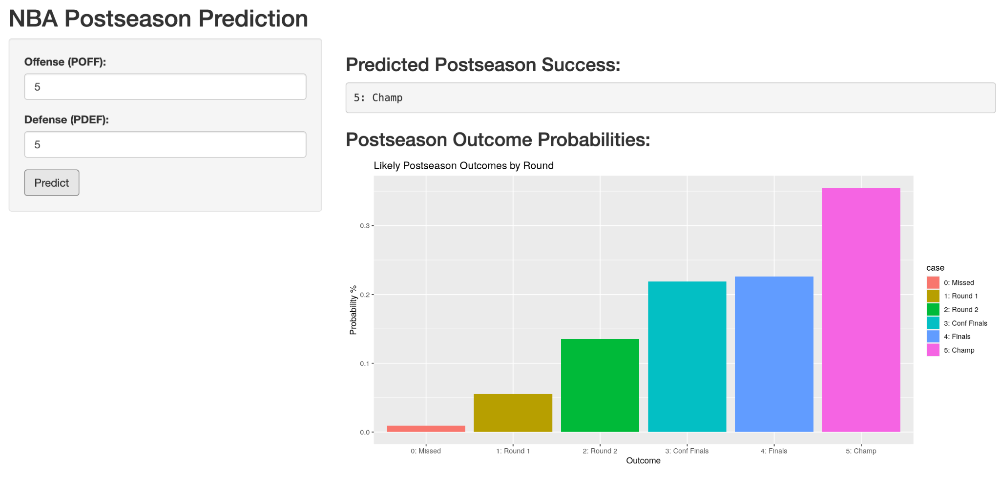 NBA Postseason Prediction
Offense (POFF):
5
Defense (PDEF):
5
Predict
Predicted Postseason Success:
5: Champ
Postseason Outcome Probabilities:
Likely Postseason Outcomes by Round
Probability %
0.3
0.2
0.1
0.0
0: Missed
1: Round 1
2: Round 2
3: Conf Finals
4: Finals
5: Champ
Outcome
case
0: Missed
1: Round 1
2: Round 2
3: Conf Finals
4: Finals
5: Champ